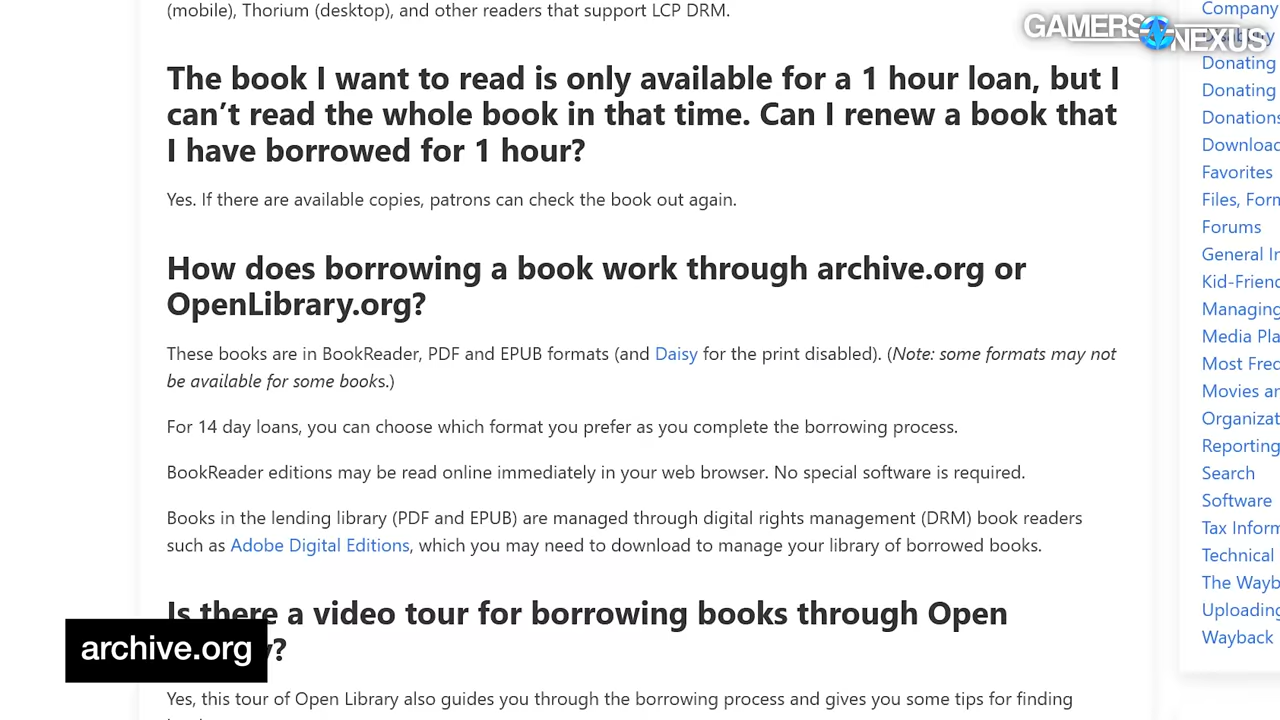 (mobile), Thorium (desktop), and other readers that support LCP DRM.
GAMERS NEXUS
The book I want to read is only available for a 1 hour loan, but I
can’t read the whole book in that time. Can I renew a book that
I have borrowed for 1 hour?
Yes. If there are available copies, patrons can check the book out again.
How does borrowing a book work through archive.org or
OpenLibrary.org?
These books are in BookReader, PDF and EPUB formats (and Daisy for the print disabled). (Note: some formats may not
be available for some books.)
For 14 day loans, you can choose which format you prefer as you complete the borrowing process.
BookReader editions may be read online immediately in your web browser. No special software is required.
Books in the lending library (PDF and EPUB) are managed through digital rights management (DRM) book readers
such as Adobe Digital Editions, which you may need to download to manage your library of borrowed books.
Is there a video tour for borrowing books through Open
y?
Yes, this tour of Open Library also guides you through the borrowing process and gives you some tips for finding
archive.org
Company
Donating
Donating
Donations
Download
Favorites
Files, Form
Forums
General In
Kid-Friend
Managing
Media Pla
Most Freq
Movies an
Organizat
Reporting
Search
Software
Tax Inform
Technical
The Wayb
Uploading
Wayback